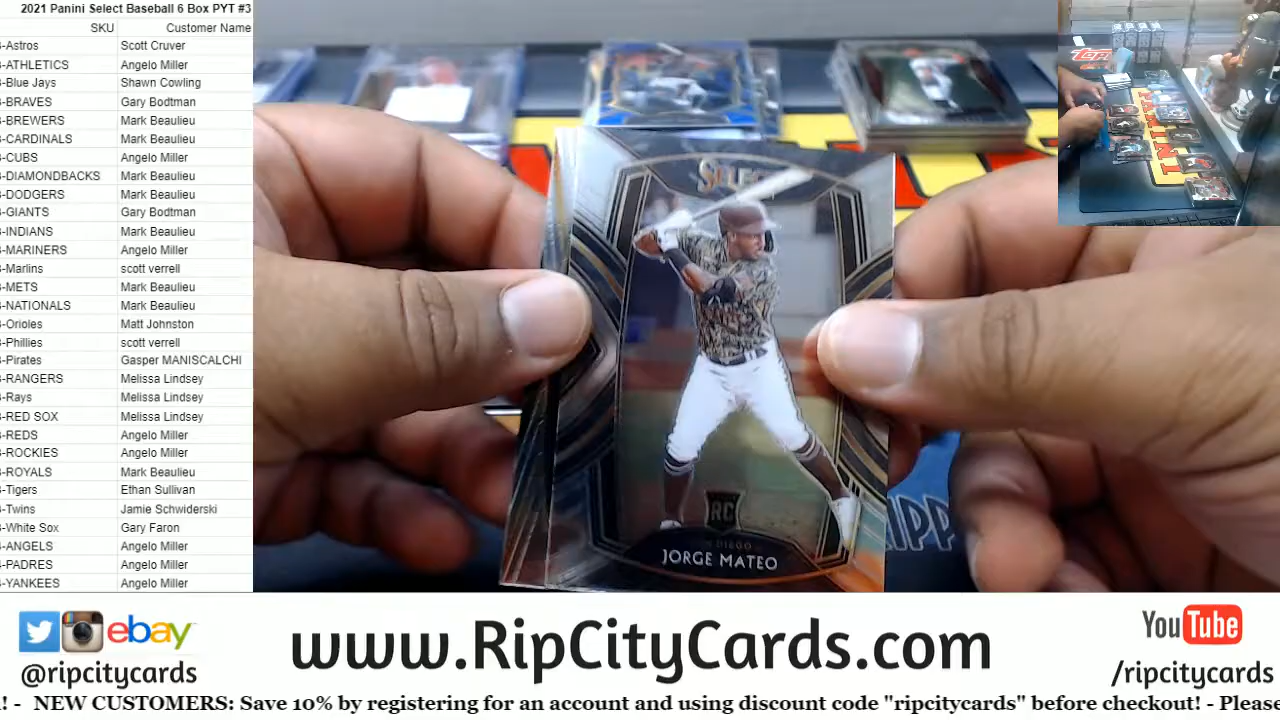 2021 Panini Select Baseball 6 Box PYT #3
SKU Customer Name
-Astros Scott Cruver
-ATHLETICS Angelo Miller
-Blue Jays Shawn Cowling
-BRAVES Gary Bodtman
-BREWERS Mark Beaulieu
-CARDINALS Mark Beaulieu
-CUBS Angelo Miller
-DIAMONDBACKS Mark Beaulieu
-DODGERS Mark Beaulieu
-GIANTS Gary Bodtman
-INDIANS Mark Beaulieu
-MARINERS Angelo Miller
-Marlins scott verrell
-METS Mark Beaulieu
-NATIONALS Mark Beaulieu
-Orioles Matt Johnston
-Phillies scott verrell
-Pirates Gasper MANISCALCHI
-RANGERS Melissa Lindsey
-Rays Melissa Lindsey
-RED SOX Melissa Lindsey
-REDS Angelo Miller
-ROCKIES Angelo Miller
-ROYALS Mark Beaulieu
-Tigers Ethan Sullivan
-Twins Jamie Schwiderski
-White Sox Gary Faron
-ANGELS Angelo Miller
-PADRES Angelo Miller
-YANKEES Angelo Miller
SELECT
RC
DIEGO
JORGE MATEO
IPP
Topps
PANINI
ebay
@ripcitycards
www.RipCityCards.com
YouTube
/ripcitycards
! - NEW CUSTOMERS: Save 10% by registering for an account and using discount code "ripcitycards" before checkout! - Please